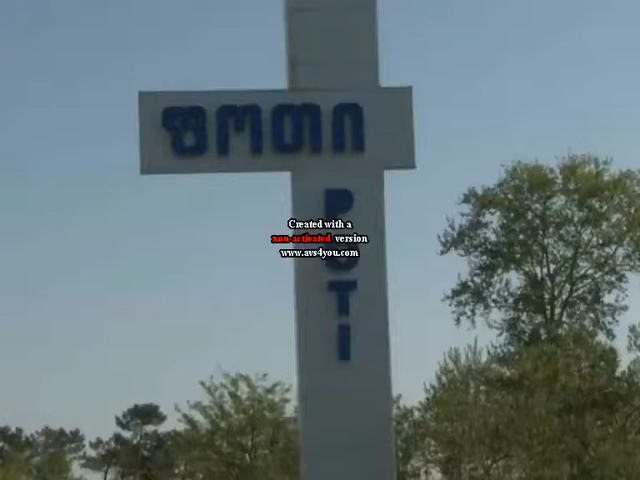 ფოთი
POTI
Created with a
non-activated version
www.avs4you.com